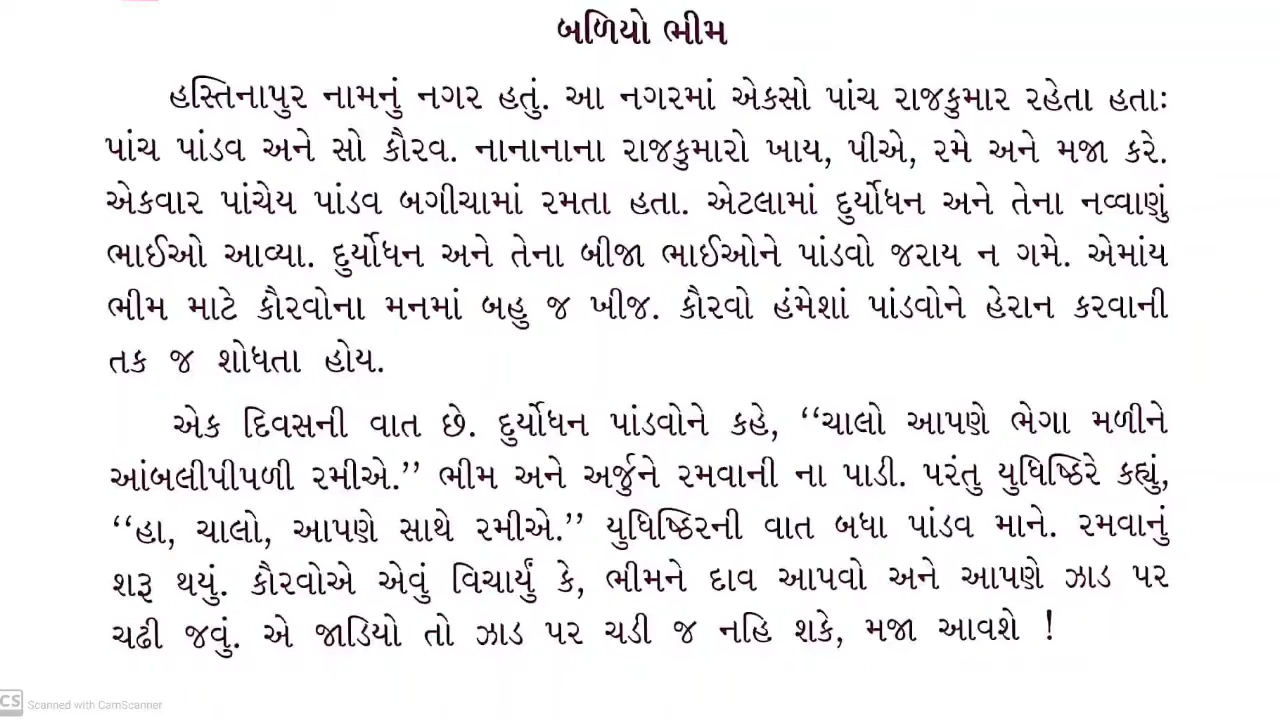 બળિયો ભીમ
હસ્તિનાપુર નામનું નગર હતું. આ નગરમાં એકસો પાંચ રાજકુમાર રહેતા હતાઃ
પાંચ પાંડવ અને સો કૌરવ. નાનાનાના રાજકુમારો ખાય, પીએ, રમે અને મજા કરે.
એકવાર પાંચેય પાંડવ બગીચામાં રમતા હતા. એટલામાં દુર્યોધન અને તેના નવ્વાણું
ભાઈઓ આવ્યા. દુર્યોધન અને તેના બીજા ભાઈઓને પાંડવો જરાય ન ગમે. એમાંય
ભીમ માટે કૌરવોના મનમાં બહુ જ ખીજ. કૌરવો હંમેશાં પાંડવોને હેરાન કરવાની
તક જ શોધતા હોય.
એક દિવસની વાત છે. દુર્યોધન પાંડવોને કહે, ‘‘ચાલો આપણે ભેગા મળીને
આંબલીપીપળી રમીએ.’’ ભીમ અને અર્જુને રમવાની ના પાડી. પરંતુ યુધિષ્ઠિરે કહ્યું,
‘‘હા, ચાલો, આપણે સાથે રમીએ.’’ યુધિષ્ઠિરની વાત બધા પાંડવ માને. રમવાનું
શરૂ થયું. કૌરવોએ એવું વિચાર્યું કે, ભીમને દાવ આપવો અને આપણે ઝાડ પર
ચઢી જવું. એ જાડિયો તો ઝાડ પર ચડી જ નહિ શકે, મજા આવશે !
CS Scanned with CamScanner